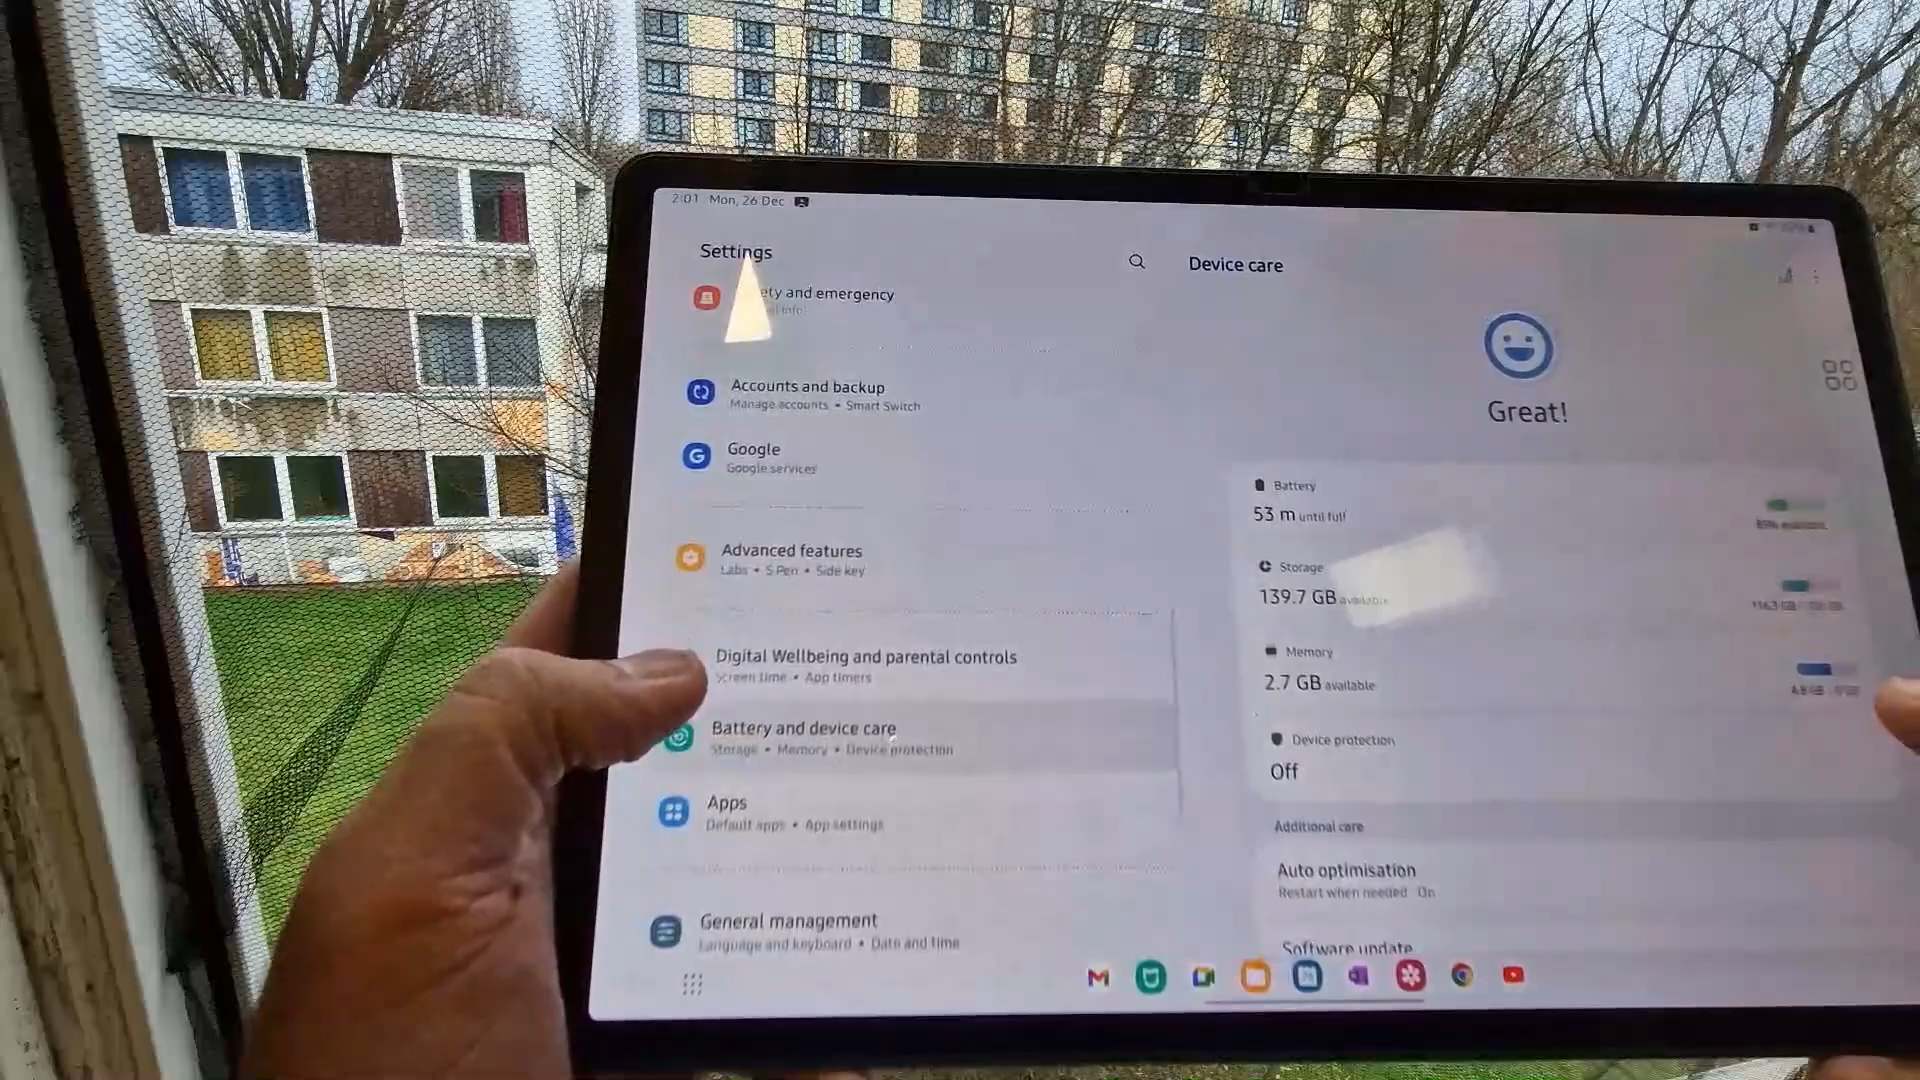 2:01 Mon, 26 Dec
Settings
ety and emergency
Accounts and backup
Manage accounts • Smart Switch
Google
Google services
Advanced features
Labs • S Pen • Side key
Digital Wellbeing and parental controls
Screen time • App timers
Battery and device care
Storage • Memory • Device protection
Apps
Default apps • App settings
General management
Language and keyboard • Date and time
Device care
Great!
Battery
53 m until full
Storage
139.7 GB available
Memory
2.7 GB available
Device protection
Off
Additional care
Auto optimisation
Restart when needed On
Software update